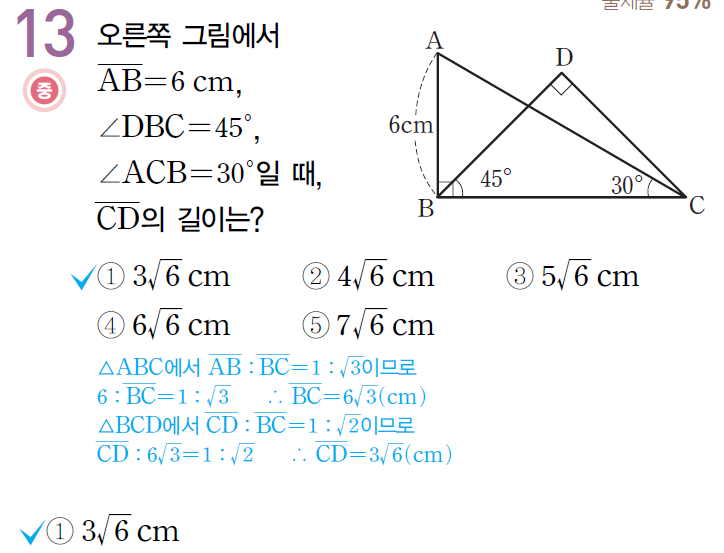 출제율 95%
13 오른쪽 그림에서
중
AB=6 cm,
∠DBC=45°,
∠ACB=30°일 때,
CD의 길이는?
A
D
6cm
45°
30°
B
C
① 3√6 cm ② 4√6 cm ③ 5√6 cm
④ 6√6 cm ⑤ 7√6 cm
△ABC에서 AB : BC=1 : √3이므로
6 : BC=1 : √3 ∴ BC=6√3(cm)
△BCD에서 CD : BC=1 : √2이므로
CD : 6√3=1 : √2 ∴ CD=3√6(cm)
① 3√6 cm